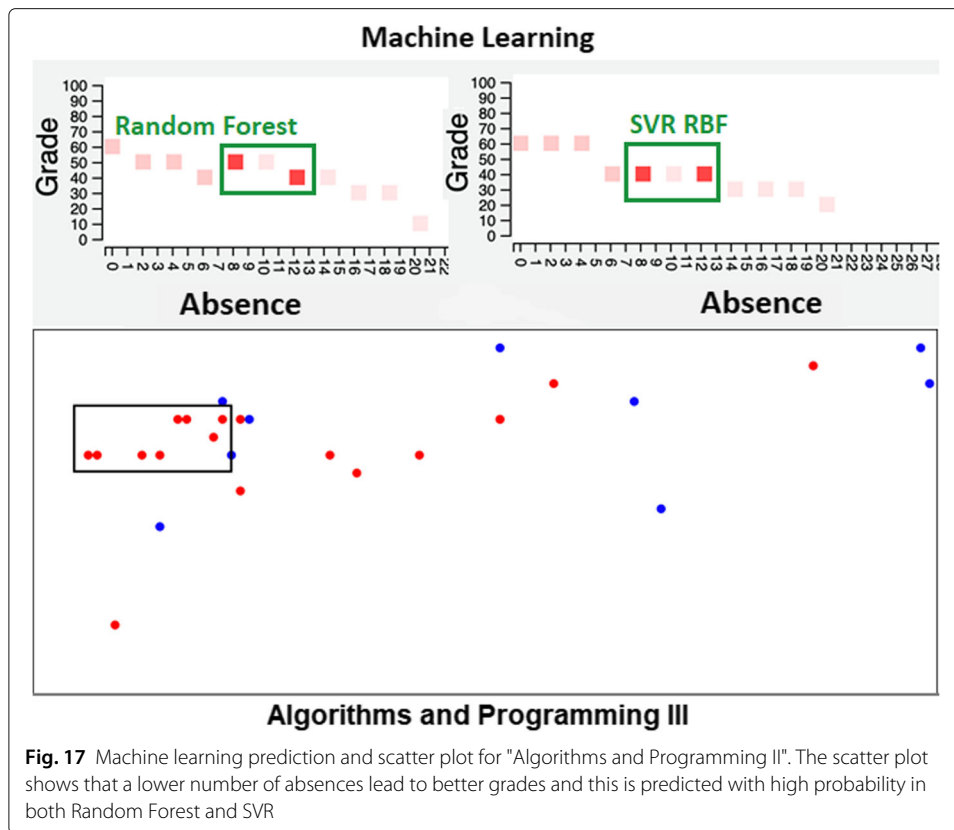 Machine Learning
100
90
80
70
60
50
40
30
20
10
0
Grade
Random Forest
0 1 2 3 4 5 6 7 8 9 10 11 12 13 14 15 16 17 18 19 20 21 22
Absence
100
90
80
70
60
50
40
30
20
10
0
Grade
SVR RBF
0 1 2 3 4 5 6 7 8 9 10 11 12 13 14 15 16 17 18 19 20 21 22 23 24 25 26 27
Absence
Algorithms and Programming III
Fig. 17 Machine learning prediction and scatter plot for "Algorithms and Programming II". The scatter plot
shows that a lower number of absences lead to better grades and this is predicted with high probability in
both Random Forest and SVR